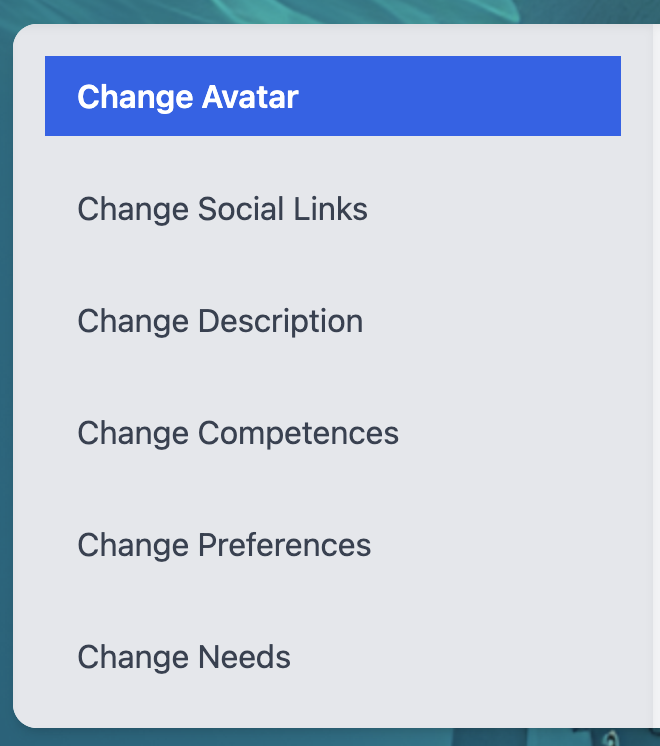 Change Avatar
Change Social Links
Change Description
Change Competences
Change Preferences
Change Needs